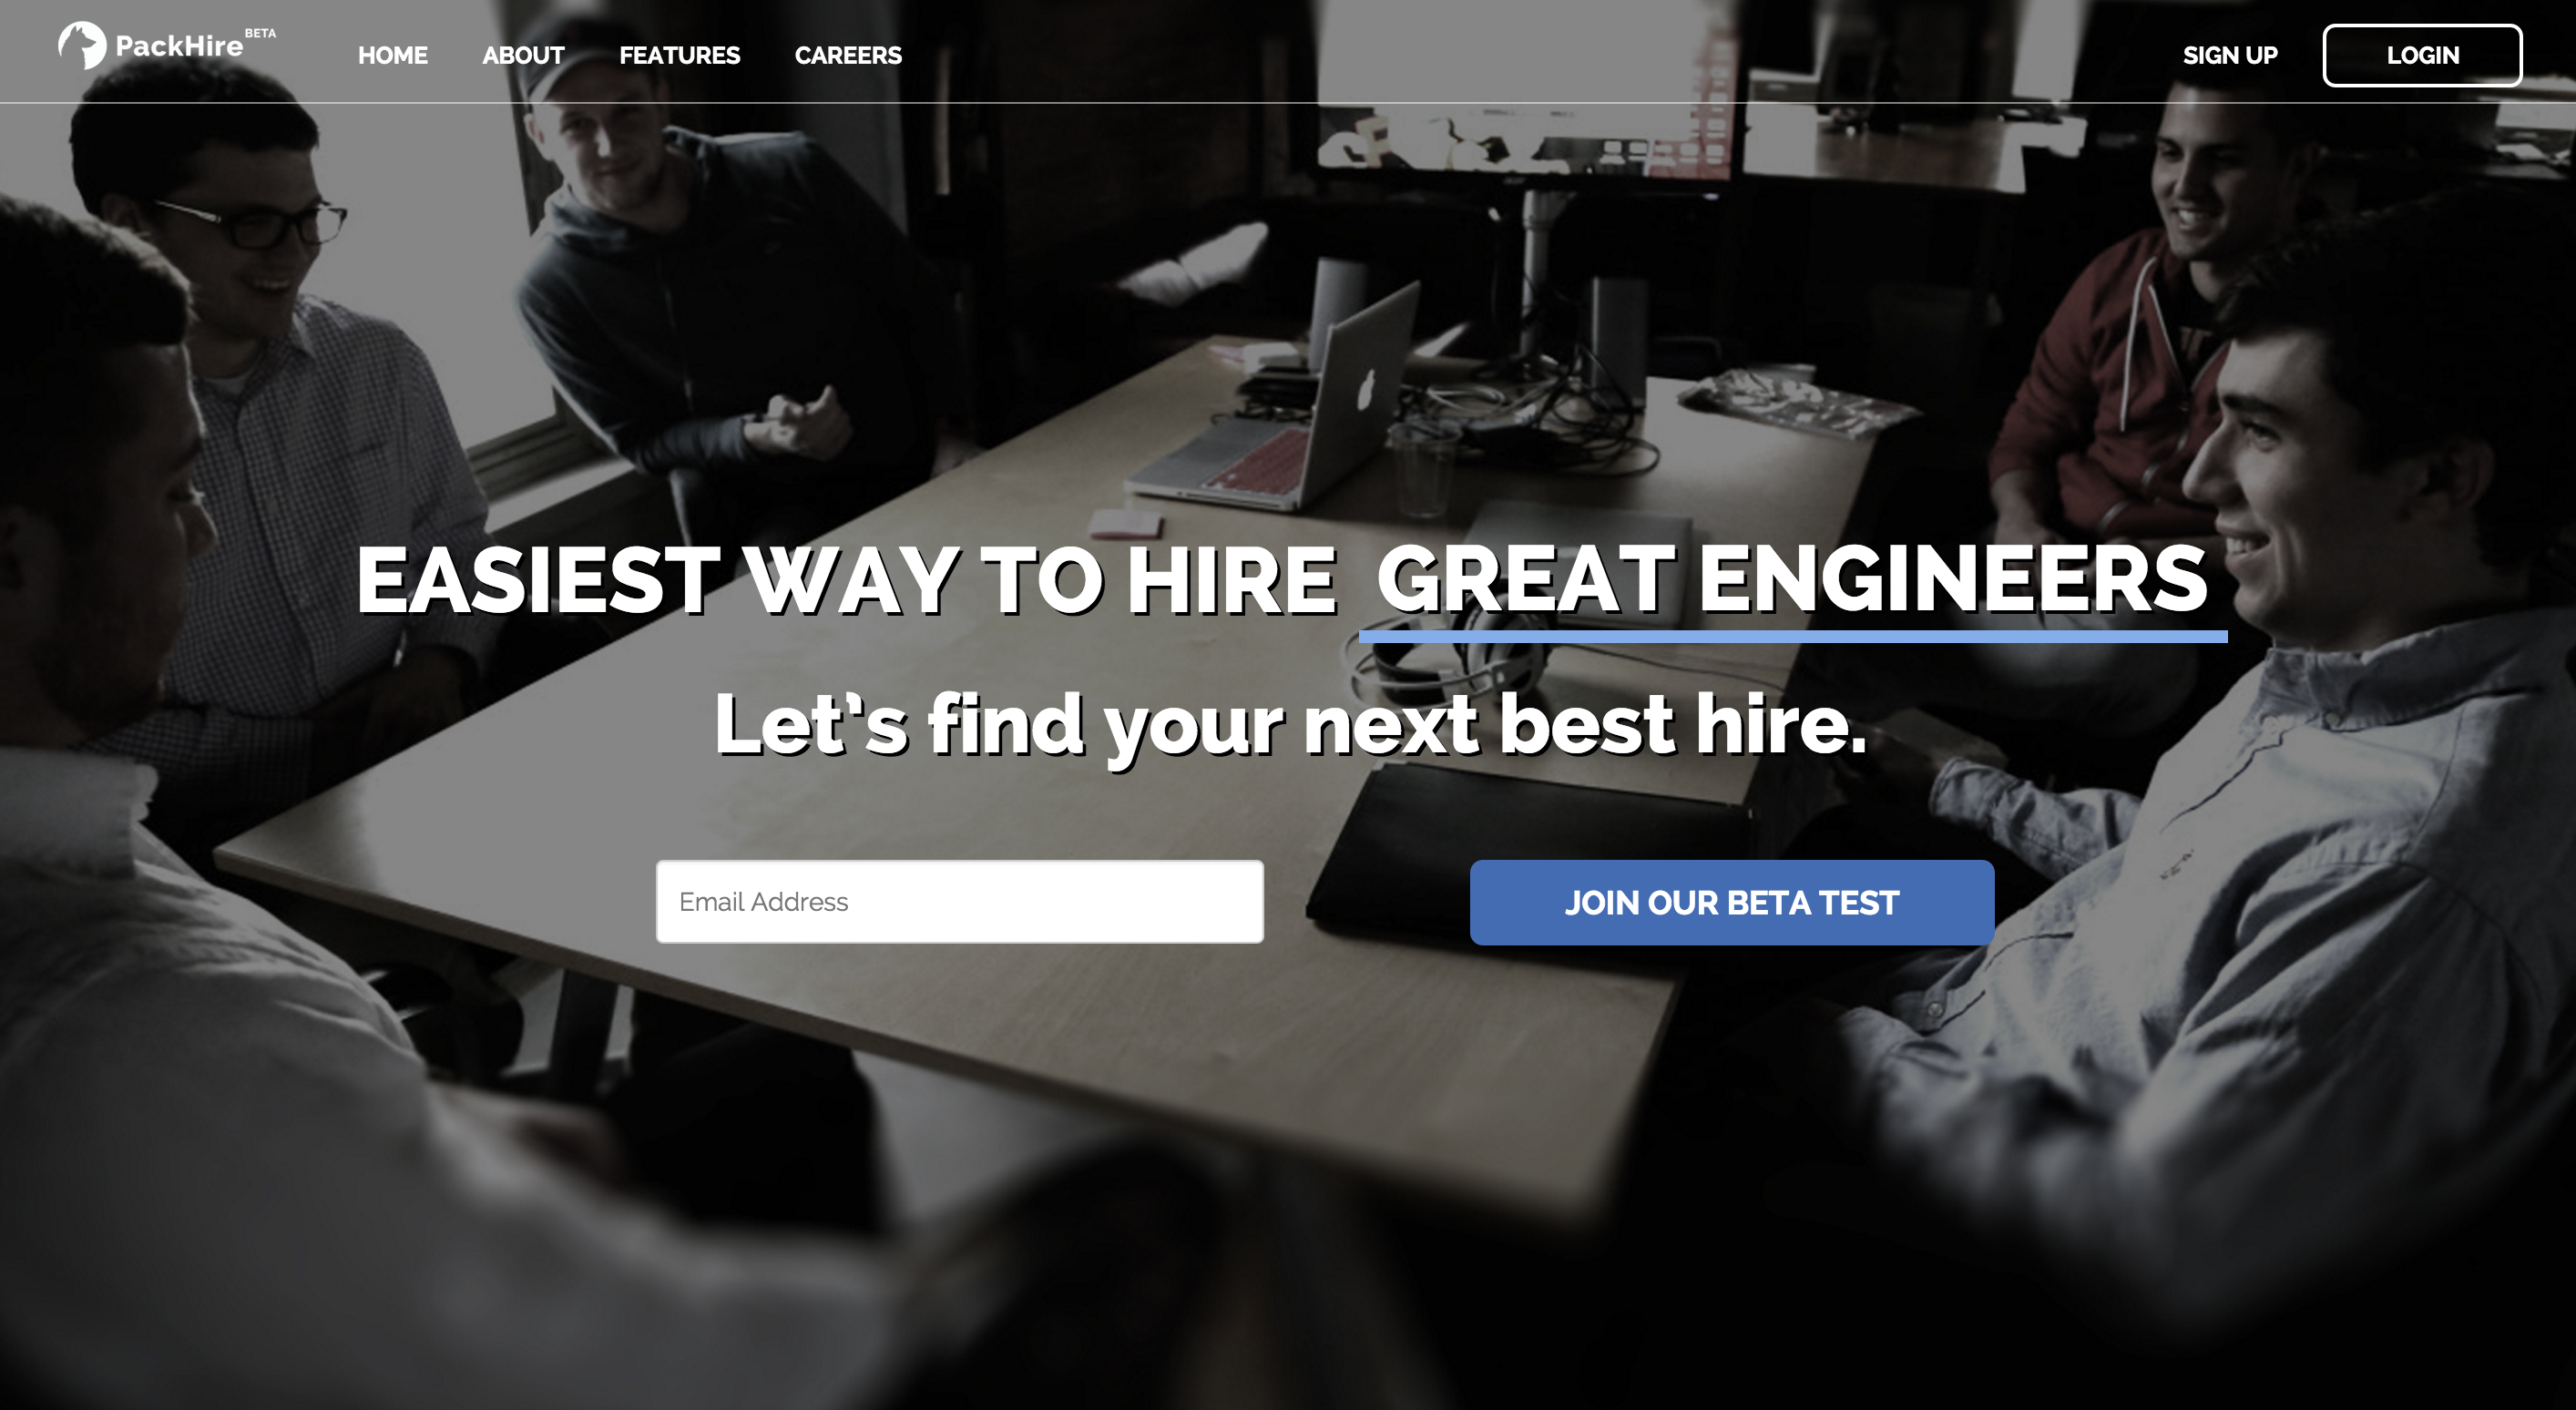 PackHire BETA
HOME ABOUT FEATURES CAREERS SIGN UP LOGIN
EASIEST WAY TO HIRE GREAT ENGINEERS
Let's find your next best hire.
Email Address JOIN OUR BETA TEST